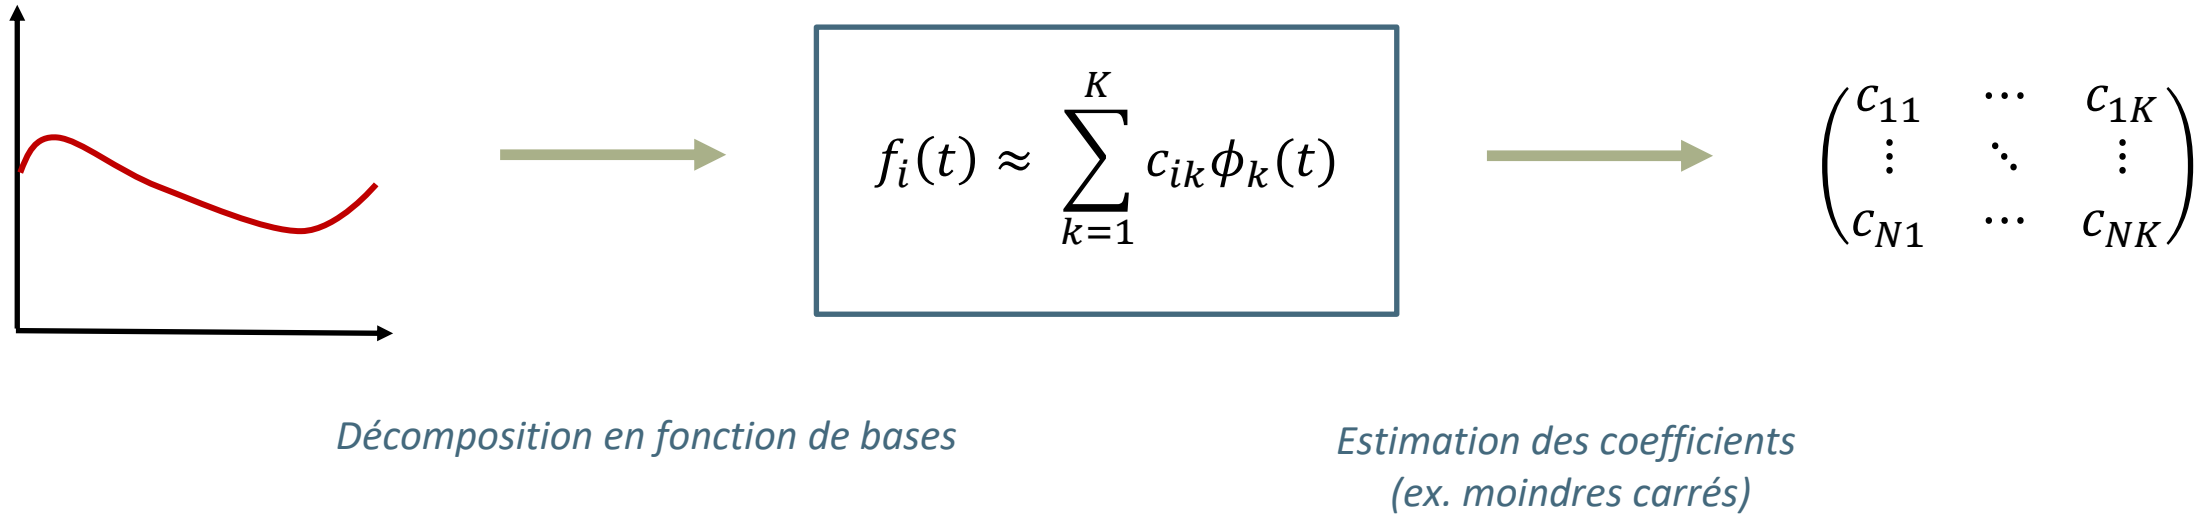 f_i(t) ≈ \sum_{k=1}^{K} c_{ik} ϕ_k(t)
c_{11} ⋯ c_{1K}
⋮ ⋱ ⋮
c_{N1} ⋯ c_{NK}
Décomposition en fonction de bases
Estimation des coefficients
(ex. moindres carrés)